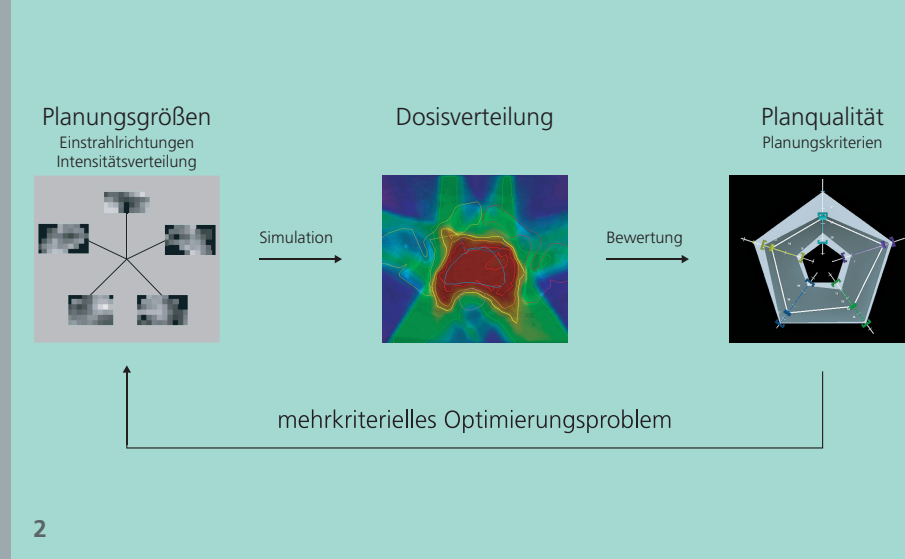 Planungsgrößen
Einstrahlrichtungen
Intensitätsverteilung
Simulation
Dosisverteilung
Bewertung
Planqualität
Planungskriterien
mehrkriterielles Optimierungsproblem
2